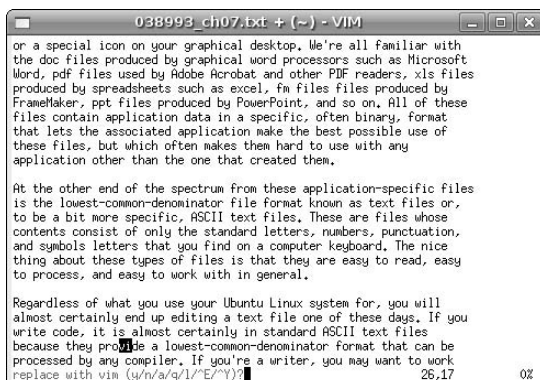 038993_ch07.txt + (~) - VIM
or a special icon on your graphical desktop. We're all familiar with
the doc files produced by graphical word processors such as Microsoft
Word, pdf files used by Adobe Acrobat and other PDF readers, xls files
produced by spreadsheets such as excel, fm files files produced by
FrameMaker, ppt files produced by PowerPoint, and so on. All of these
files contain application data in a specific, often binary, format
that lets the associated application make the best possible use of
these files, but which often makes them hard to use with any
application other than the one that created them.
At the other end of the spectrum from these application-specific files
is the lowest-common-denominator file format known as text files or,
to be a bit more specific, ASCII text files. These are files whose
contents consist of only the standard letters, numbers, punctuation,
and symbols letters that you find on a computer keyboard. The nice
thing about these types of files is that they are easy to read, easy
to process, and easy to work with in general.
Regardless of what you use your Ubuntu Linux system for, you will
almost certainly end up editing a text file one of these days. If you
write code, it is almost certainly in standard ASCII text files
because they provide a lowest-common-denominator format that can be
processed by any compiler. If you're a writer, you may want to work
replace with vim (y/n/a/q/l/^E/^Y)? 26,17 0%